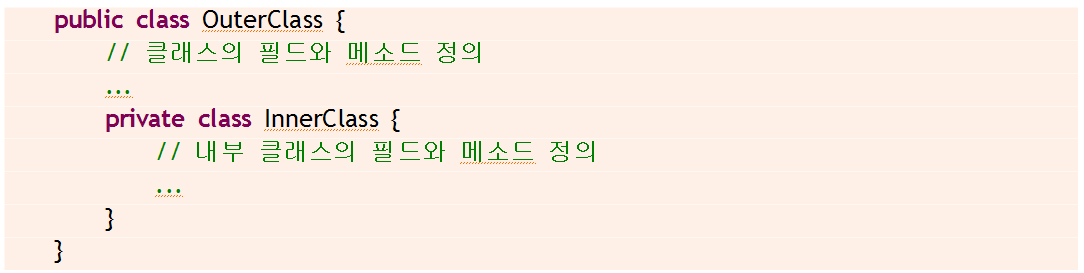 public class OuterClass {
// 클래스의 필드와 메소드 정의
...
private class InnerClass {
// 내부 클래스의 필드와 메소드 정의
...
}
}